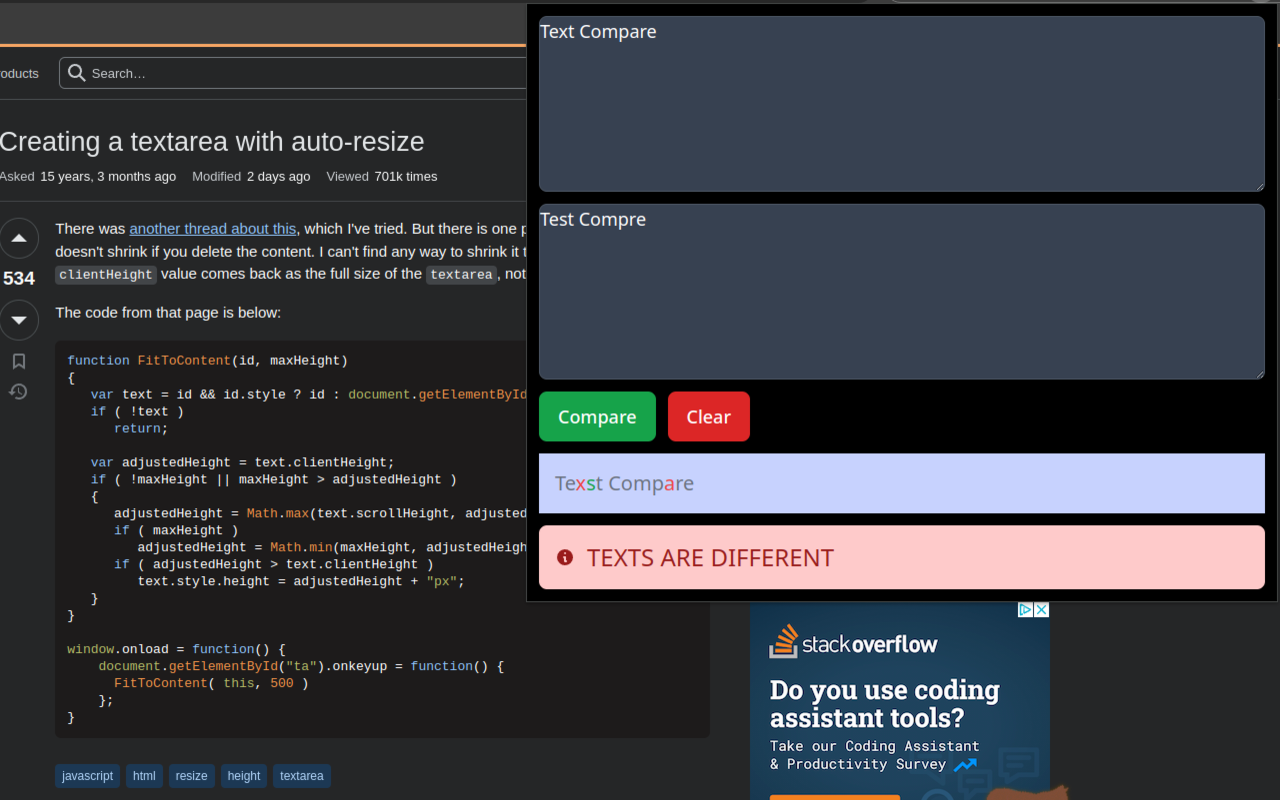 roducts
Search…
Creating a textarea with auto-resize
Asked 15 years, 3 months ago Modified 2 days ago Viewed 701k times
There was another thread about this, which I've tried. But there is one
doesn't shrink if you delete the content. I can't find any way to shrink it
clientHeight value comes back as the full size of the textarea, not
534
The code from that page is below:
function FitToContent(id, maxHeight)
{
var text = id && id.style ? id : document.getElementById
if ( !text )
return;
var adjustedHeight = text.clientHeight;
if ( !maxHeight || maxHeight > adjustedHeight )
{
adjustedHeight = Math.max(text.scrollHeight, adjusted
if ( maxHeight )
adjustedHeight = Math.min(maxHeight, adjustedHeigh
if ( adjustedHeight > text.clientHeight )
text.style.height = adjustedHeight + "px";
}
}
window.onload = function() {
document.getElementById("ta").onkeyup = function() {
FitToContent( this, 500 )
};
}
javascript html resize height textarea
Text Compare
Test Compre
Compare Clear
Texst Compare
TEXTS ARE DIFFERENT
stackoverflow
Do you use coding
assistant tools?
Take our Coding Assistant
& Productivity Survey